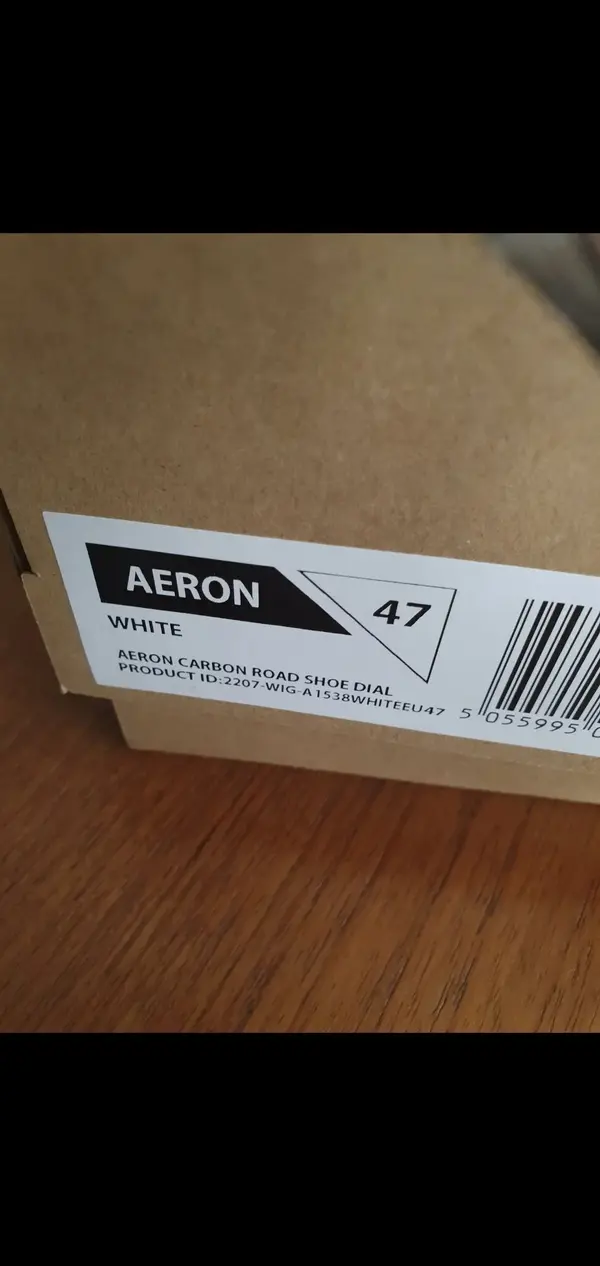 AERON
47
WHITE
AERON CARBON ROAD SHOE DIAL
PRODUCT ID:2207-WIG-A1538WHITEEU47
5 055995